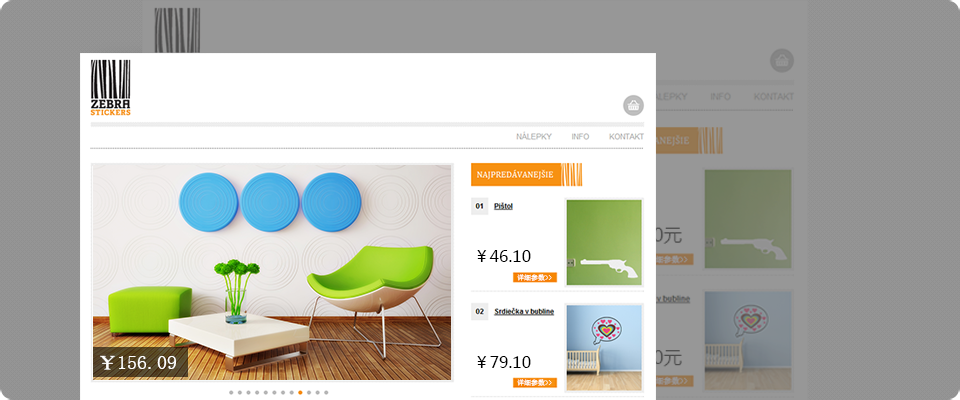 ZEBRA
STICKERS
NÁLEPKY INFO KONTAKT
NAJPREDÁVANEJŠIE
01 Pištol
￥46.10
详细参数>>
02 Srdiečka v bubline
￥79.10
详细参数>>
￥156.09
LEPKY INFO KONTAKT
ANEJŠIE
0元
v bubline
0元